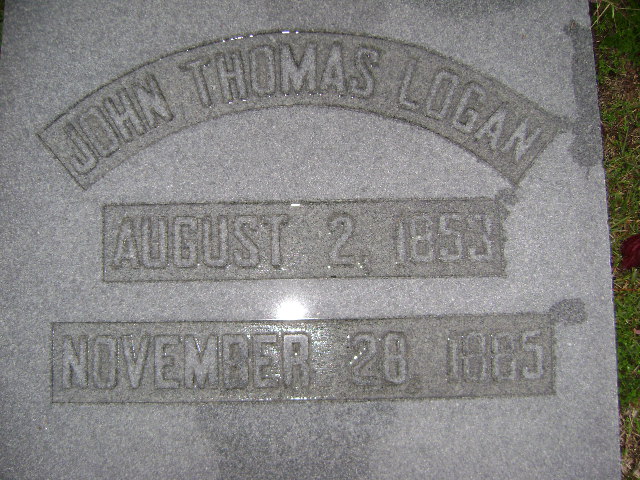 JOHN THOMAS LOGAN
AUGUST 2, 1853
NOVEMBER 28, 1885